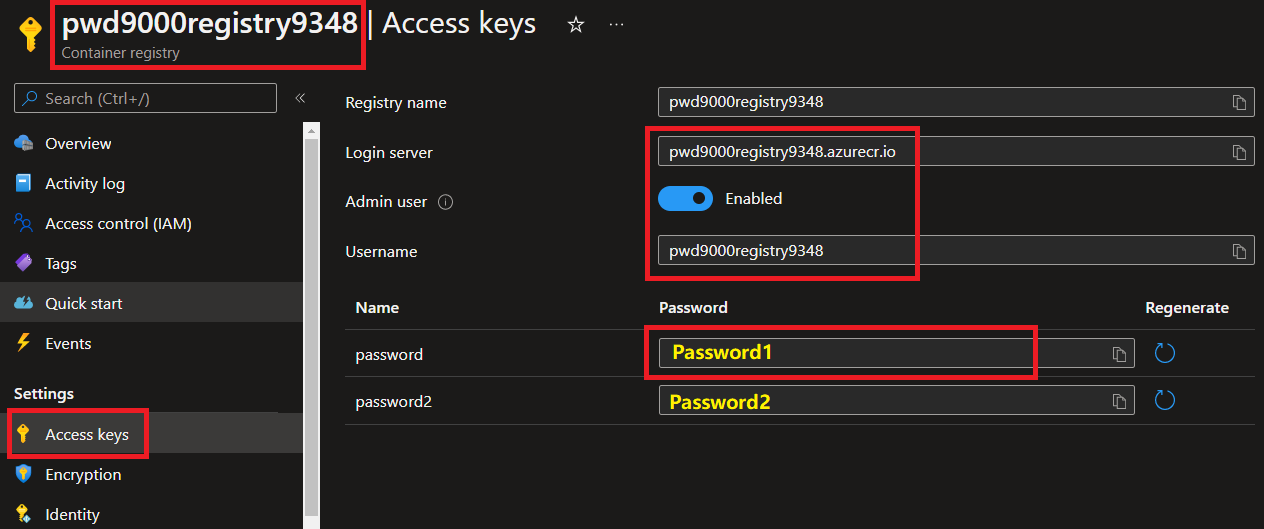 pwd9000registry9348 | Access keys
Container registry
Search (Ctrl+/)
Overview
Activity log
Access control (IAM)
Tags
Quick start
Events
Settings
Access keys
Encryption
Identity
Registry name pwd9000registry9348
Login server pwd9000registry9348.azurecr.io
Admin user Enabled
Username pwd9000registry9348
Name Password Regenerate
password Password1
password2 Password2